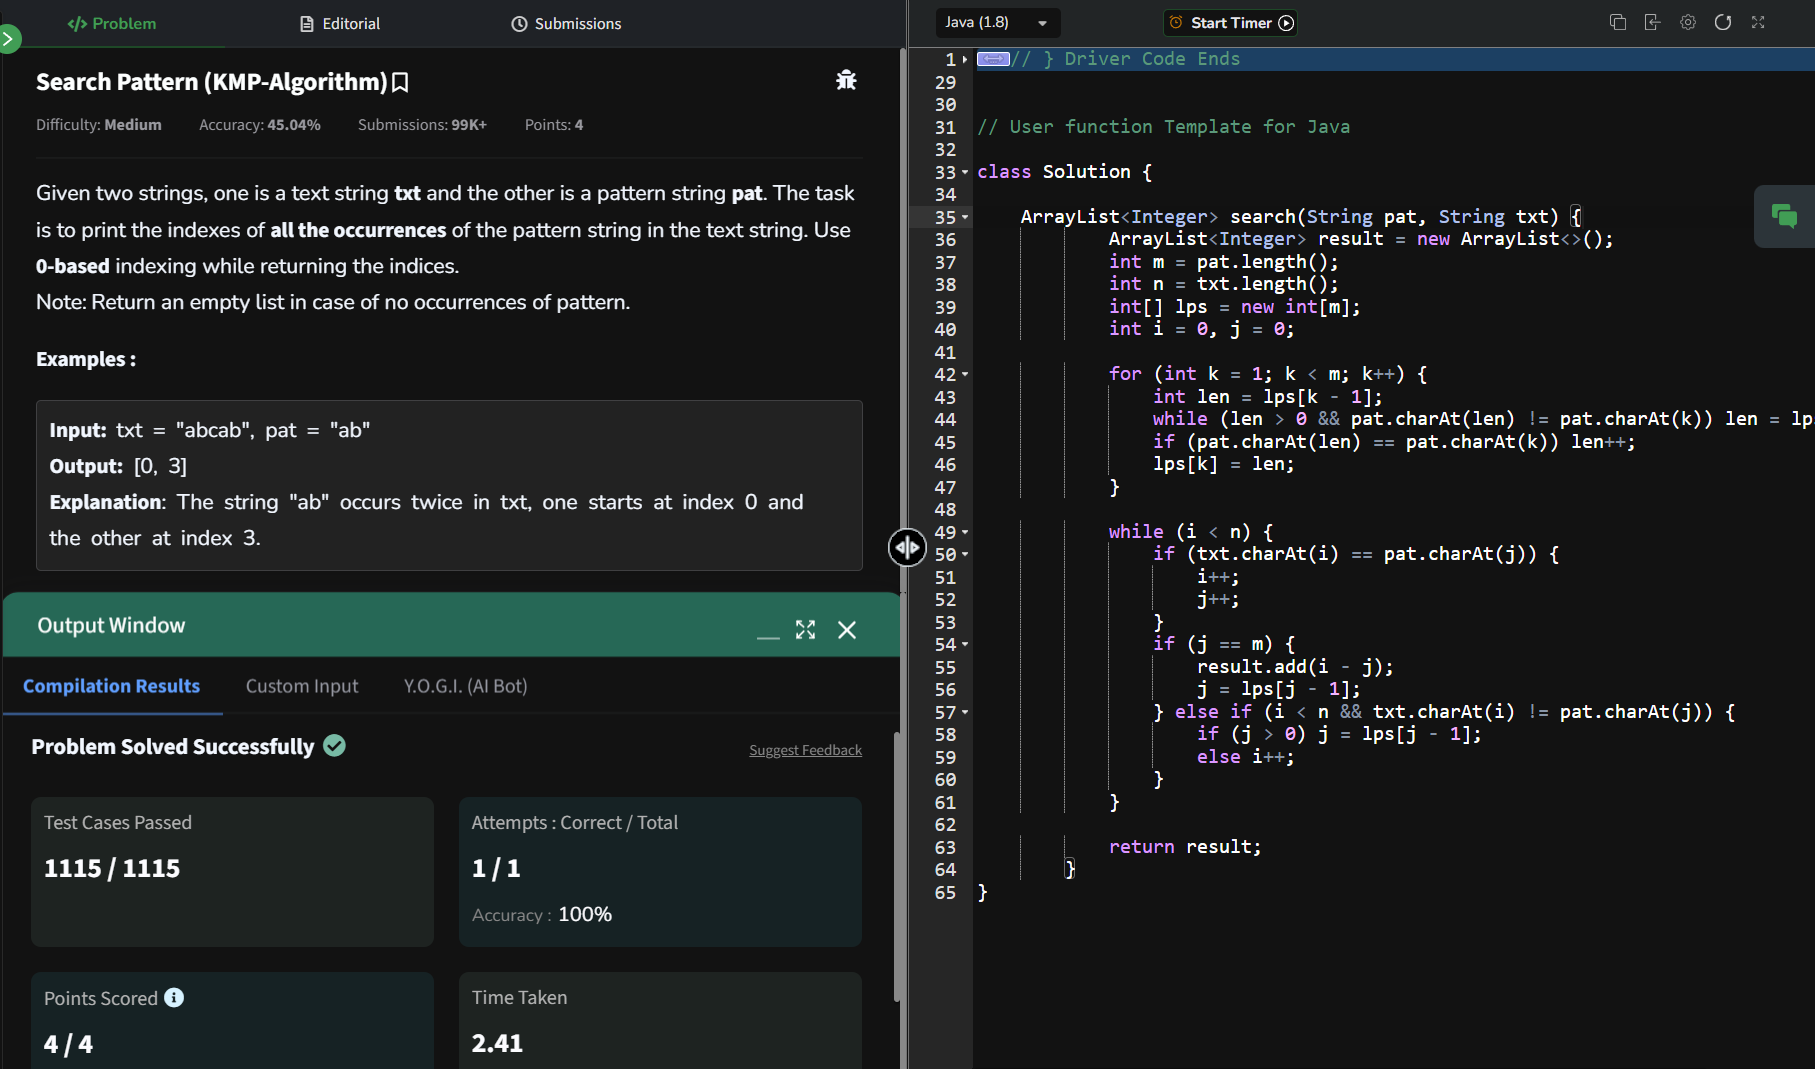 Problem
Editorial
Submissions
Search Pattern (KMP-Algorithm)
Difficulty: Medium Accuracy: 45.04% Submissions: 99K+ Points: 4
Given two strings, one is a text string txt and the other is a pattern string pat. The task
is to print the indexes of all the occurrences of the pattern string in the text string. Use
0-based indexing while returning the indices.
Note: Return an empty list in case of no occurrences of pattern.
Examples :
Input: txt = "abcab", pat = "ab"
Output: [0, 3]
Explanation: The string "ab" occurs twice in txt, one starts at index 0 and
the other at index 3.
Output Window
Compilation Results
Custom Input
Y.O.G.I. (AI Bot)
Problem Solved Successfully
Suggest Feedback
Test Cases Passed
1115 / 1115
Attempts : Correct / Total
1 / 1
Accuracy : 100%
Points Scored
4 / 4
Time Taken
2.41
Java (1.8)
Start Timer
1 // } Driver Code Ends
29
30
31 // User function Template for Java
32
33 class Solution {
34
35 ArrayList<Integer> search(String pat, String txt) {
36 ArrayList<Integer> result = new ArrayList<>();
37 int m = pat.length();
38 int n = txt.length();
39 int[] lps = new int[m];
40 int i = 0, j = 0;
41
42 for (int k = 1; k < m; k++) {
43 int len = lps[k - 1];
44 while (len > 0 && pat.charAt(len) != pat.charAt(k)) len = lp
45 if (pat.charAt(len) == pat.charAt(k)) len++;
46 lps[k] = len;
47 }
48
49 while (i < n) {
50 if (txt.charAt(i) == pat.charAt(j)) {
51 i++;
52 j++;
53 }
54 if (j == m) {
55 result.add(i - j);
56 j = lps[j - 1];
57 } else if (i < n && txt.charAt(i) != pat.charAt(j)) {
58 if (j > 0) j = lps[j - 1];
59 else i++;
60 }
61 }
62
63 return result;
64 }
65 }